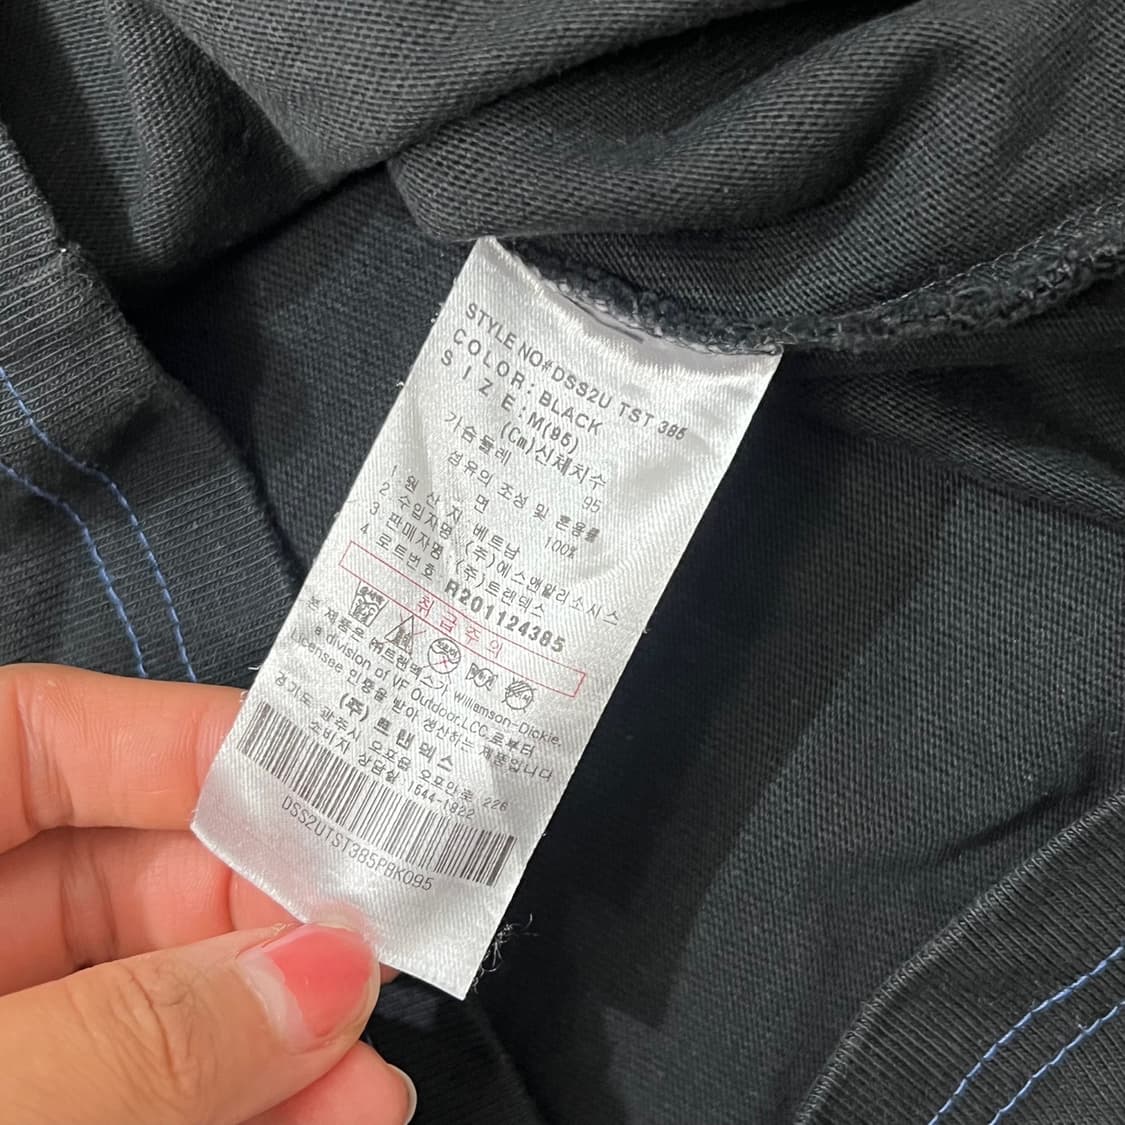 STYLE NO#DSS2U TST 385
COLOR: BLACK
SIZE: M(95)
(Cm)신체치수
가슴둘레 95
섬유의 조성 및 혼용률
면 100%
1. 원 산 지: 베트남
2. 수입자명: (주)에스앤알리소시스
3. 판매자명: (주)트랜덱스
4. 로트번호: R201124385
취급주의
본 제품은 ㈜트랜덱스가 williamson-Dickie,
a division of VF Outdoor,LCC.로부터
Licensee 인증을 받아 생산하는 제품입니다
(주) 트랜덱스
경기도 광주시 오포읍 오포안로 226
소비자 상담실 1644-1822
DSS2UTST385PBK095